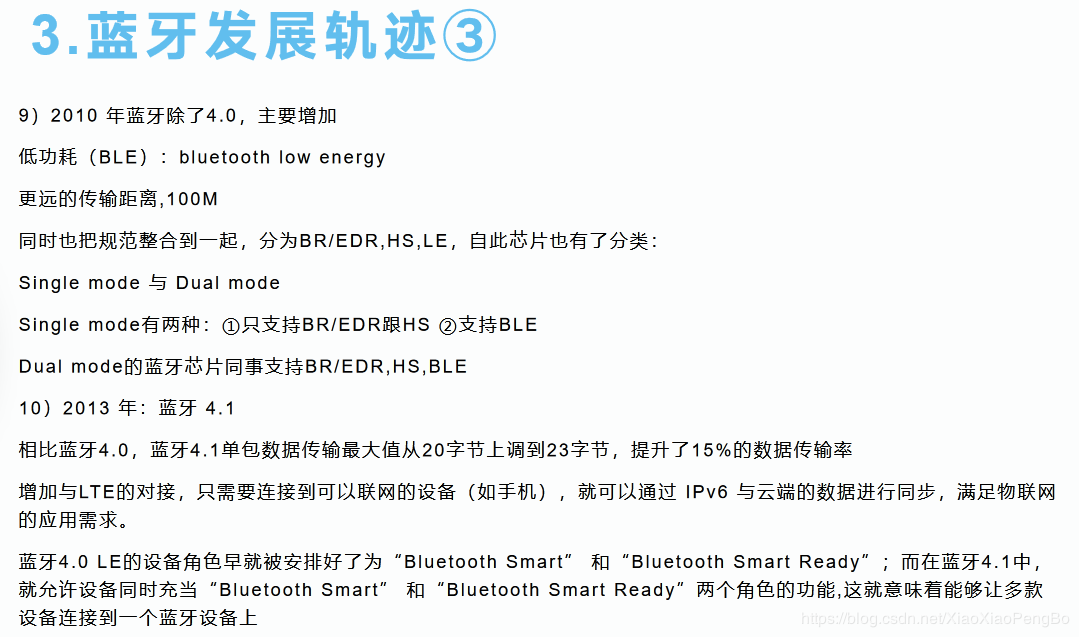 3.蓝牙发展轨迹③
9）2010 年蓝牙除了4.0，主要增加
低功耗（BLE）：bluetooth low energy
更远的传输距离,100M
同时也把规范整合到一起，分为BR/EDR,HS,LE，自此芯片也有了分类：
Single mode 与 Dual mode
Single mode有两种：①只支持BR/EDR跟HS ②支持BLE
Dual mode的蓝牙芯片同事支持BR/EDR,HS,BLE
10）2013 年：蓝牙 4.1
相比蓝牙4.0，蓝牙4.1单包数据传输最大值从20字节上调到23字节，提升了15%的数据传输率
增加与LTE的对接，只需要连接到可以联网的设备（如手机），就可以通过 IPv6 与云端的数据进行同步，满足物联网
的应用需求。
蓝牙4.0 LE的设备角色早就被安排好了为“Bluetooth Smart” 和“Bluetooth Smart Ready”；而在蓝牙4.1中，
就允许设备同时充当“Bluetooth Smart” 和“Bluetooth Smart Ready”两个角色的功能,这就意味着能够让多款
设备连接到一个蓝牙设备上
https://blog.csdn.net/XiaoXiaoPengBo